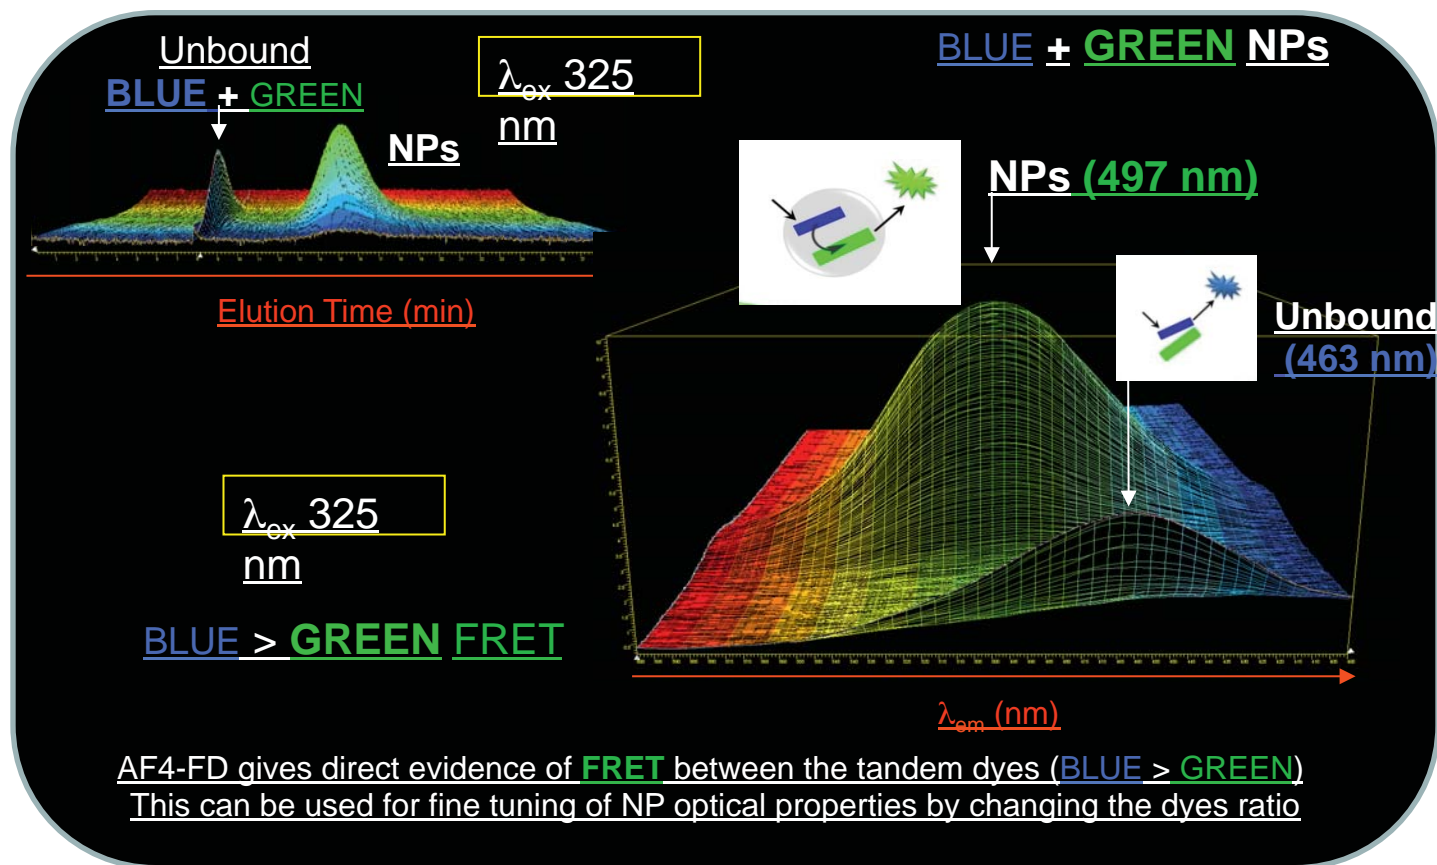 Unbound
BLUE + GREEN
λex 325
nm
BLUE + GREEN NPs
NPs
NPs (497 nm)
Unbound
(463 nm)
Elution Time (min)
λex 325
nm
BLUE > GREEN FRET
λem (nm)
AF4-FD gives direct evidence of FRET between the tandem dyes (BLUE > GREEN)
This can be used for fine tuning of NP optical properties by changing the dyes ratio